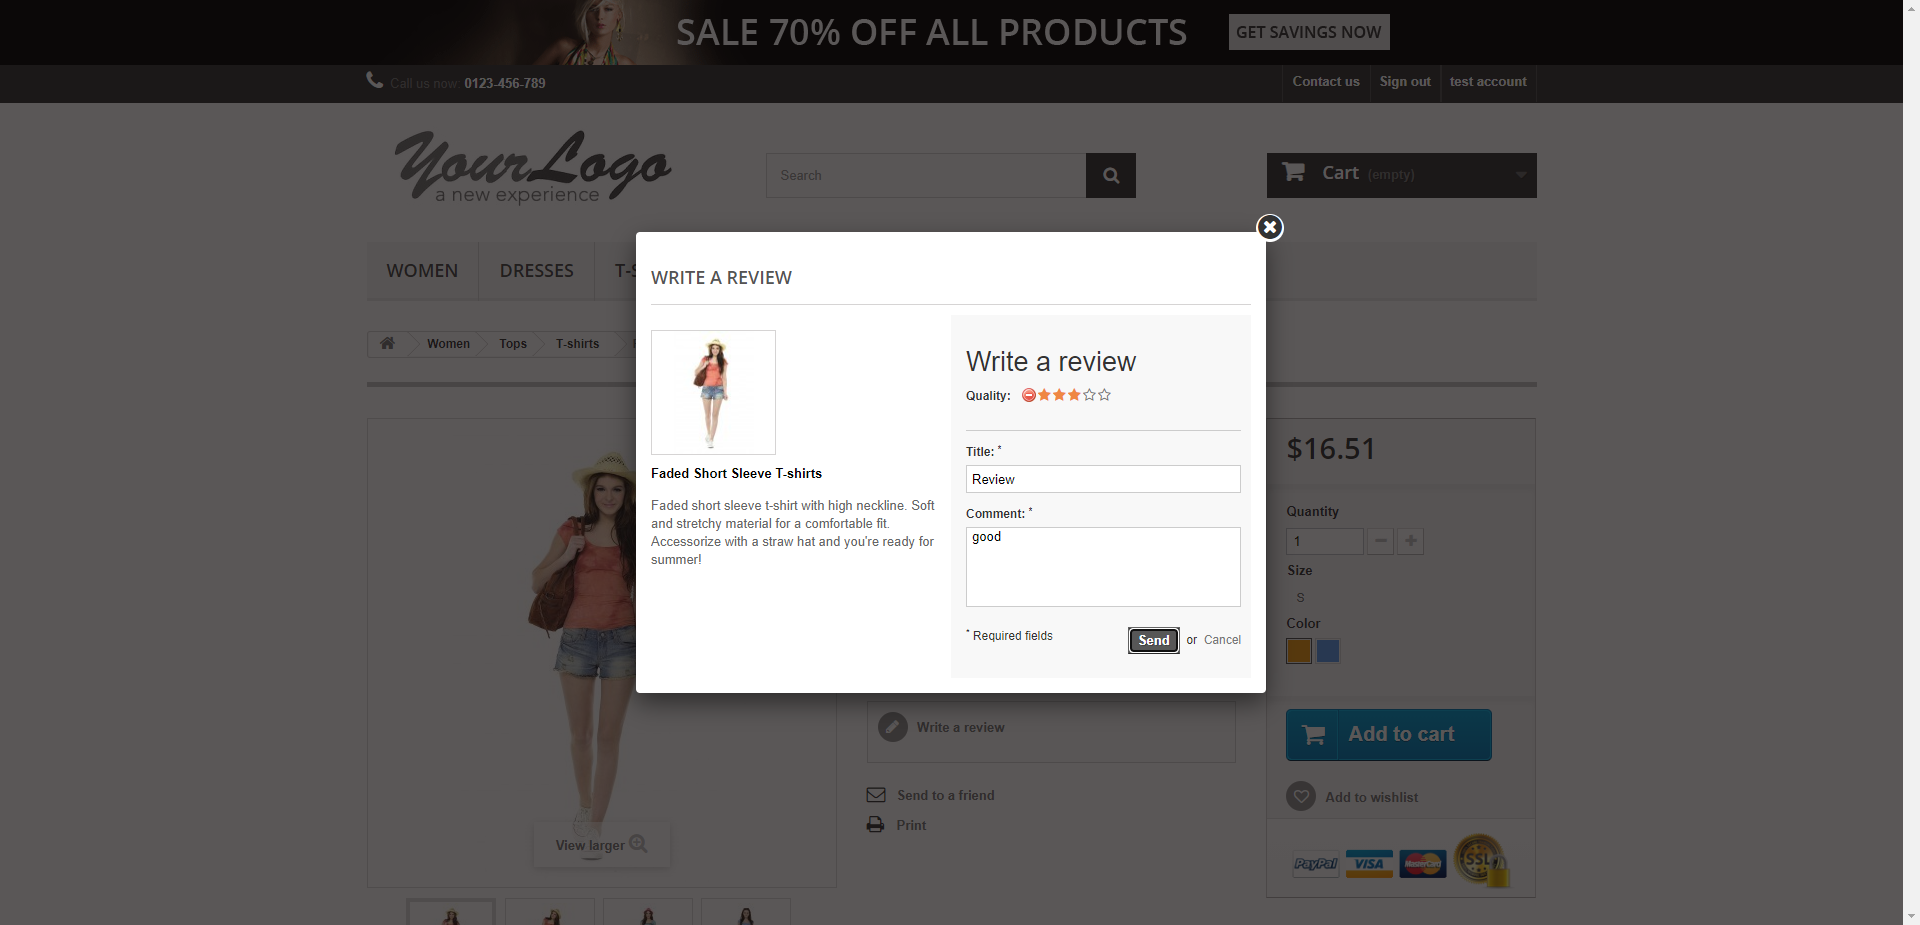 SALE 70% OFF ALL PRODUCTS GET SAVINGS NOW
Call us now: 0123-456-789
Contact us Sign out test account
YourLogo
a new experience
Search
Cart (empty)
WOMEN DRESSES T-S
Women Tops T-shirts
WRITE A REVIEW
Faded Short Sleeve T-shirts
Faded short sleeve t-shirt with high neckline. Soft
and stretchy material for a comfortable fit.
Accessorize with a straw hat and you're ready for
summer!
Write a review
Quality:
Title: *
Review
Comment: *
good
* Required fields
Send or Cancel
View larger
Write a review
Send to a friend
Print
$16.51
Quantity
1
Size
S
Color
Add to cart
Add to wishlist
PayPal VISA MasterCard SSL